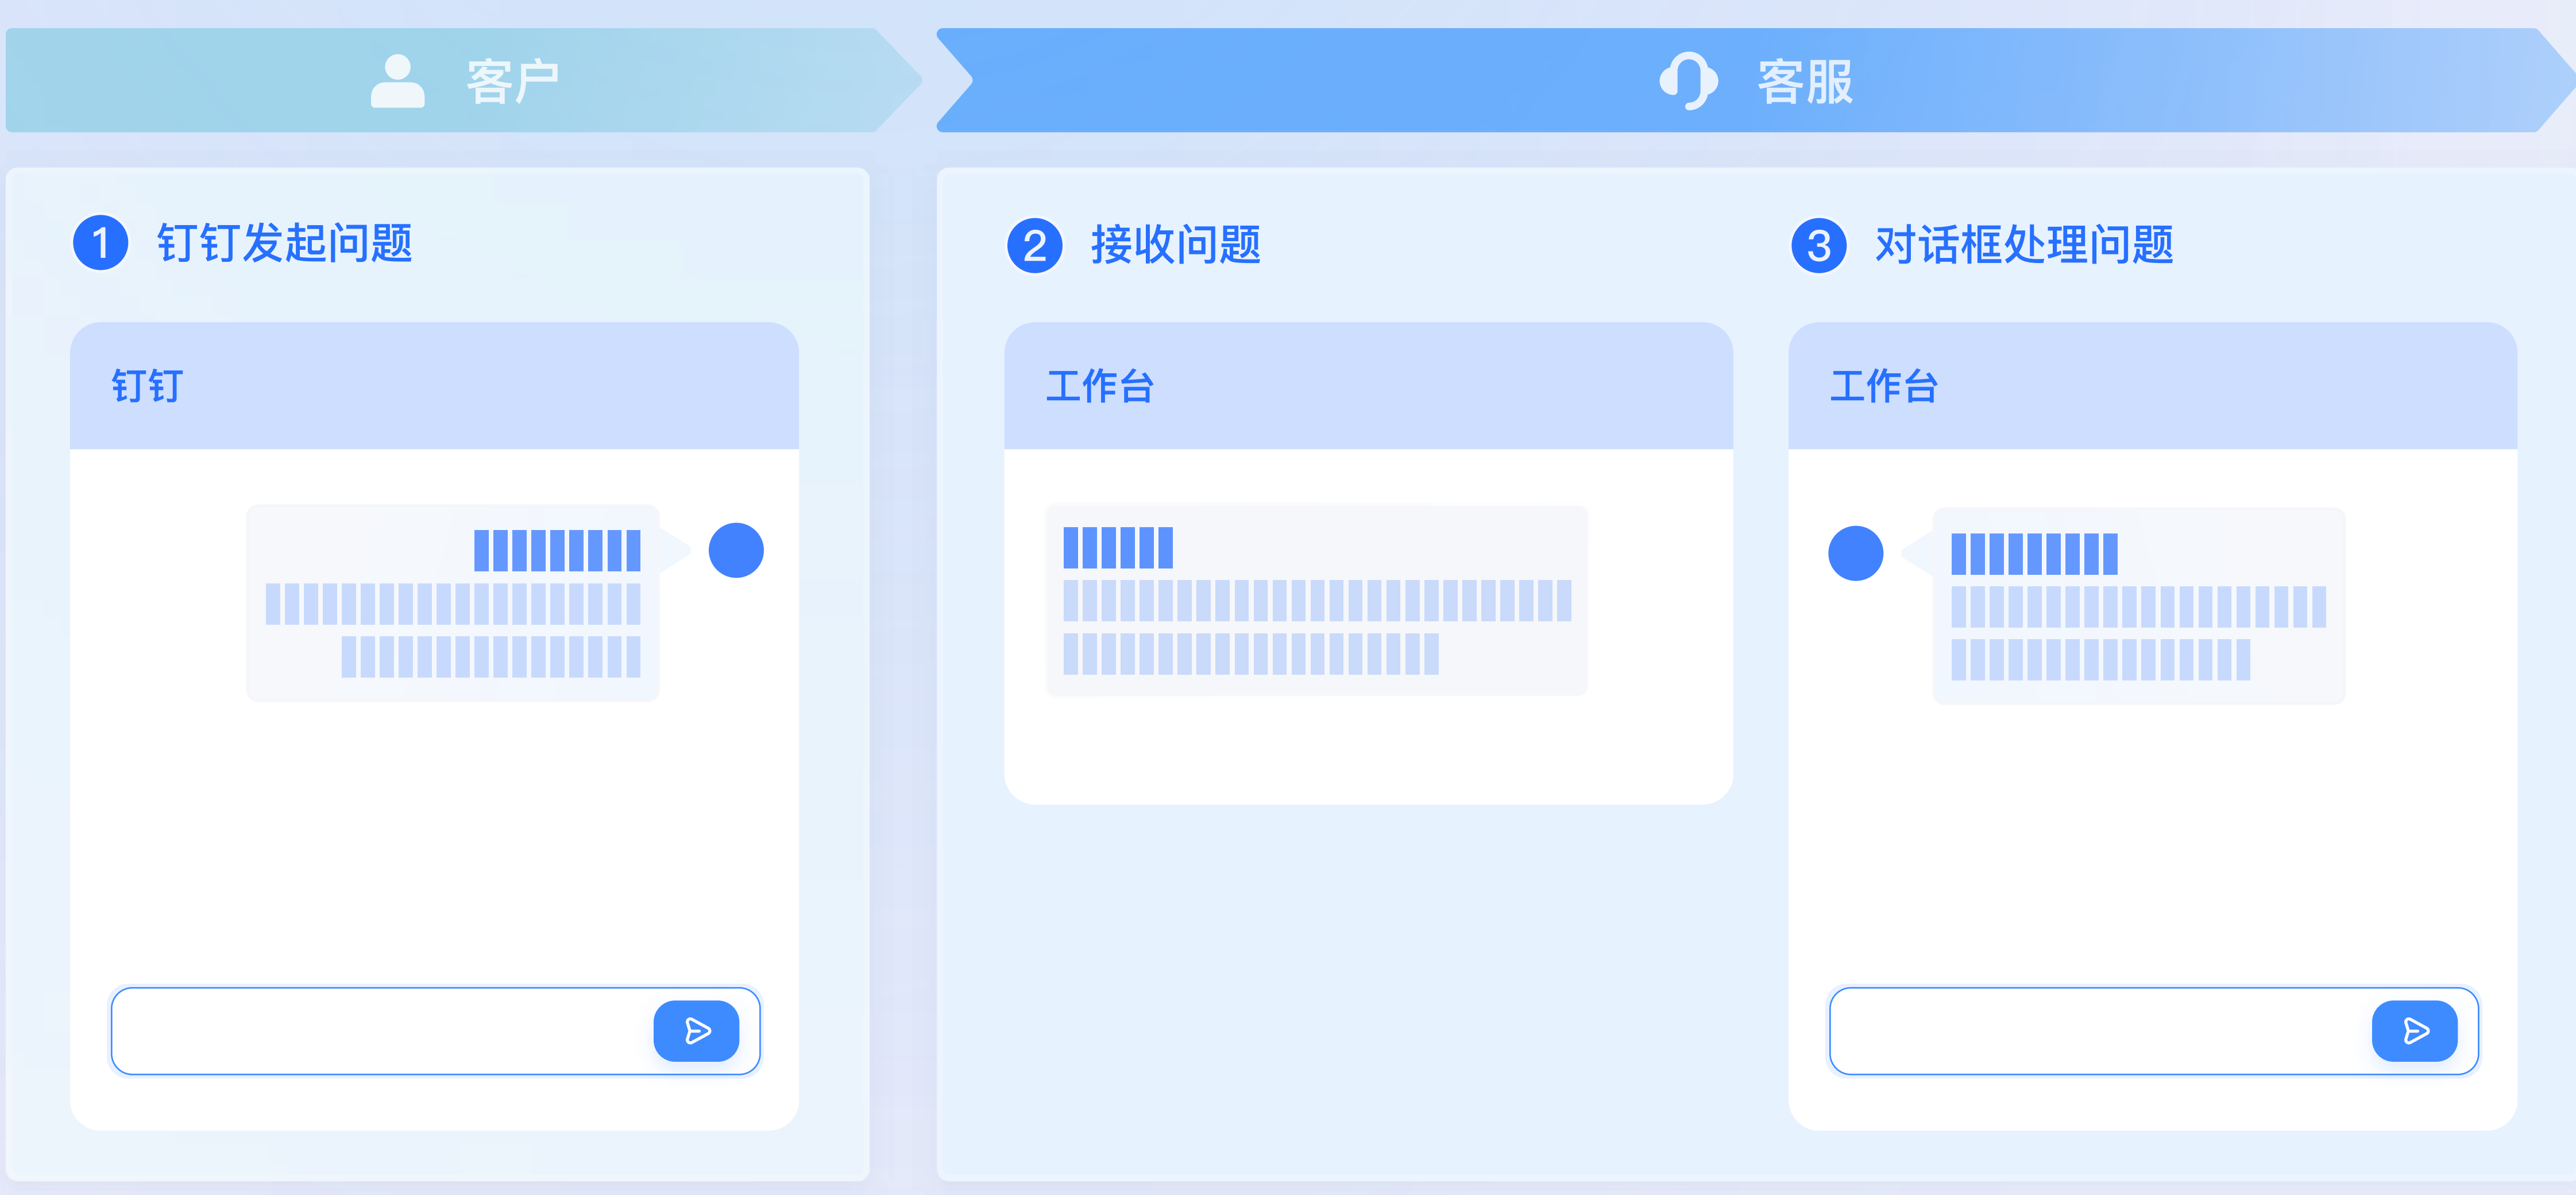 客户
客服
1 钉钉发起问题
2 接收问题
3 对话框处理问题
钉钉
工作台
工作台